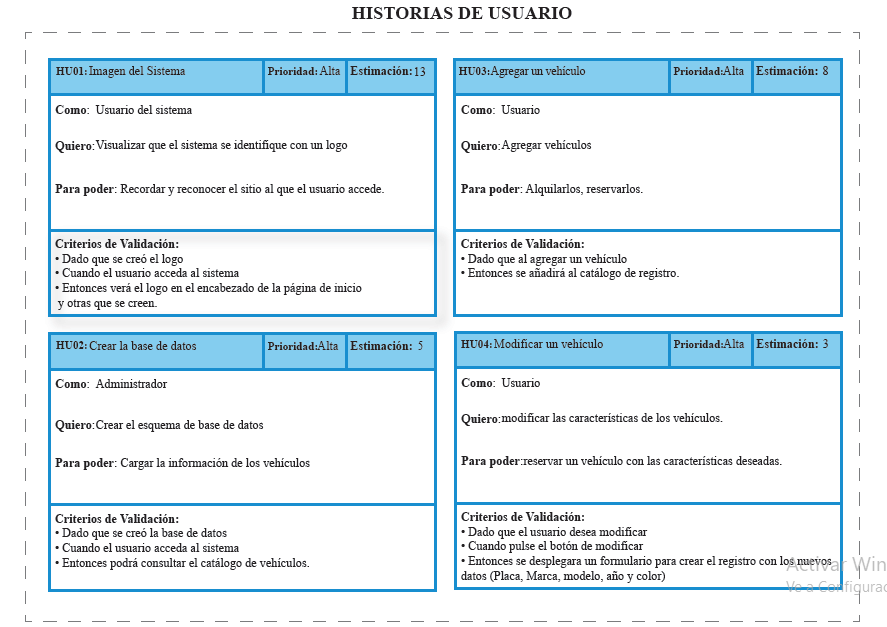 HISTORIAS DE USUARIO
HU01: Imagen del Sistema
Prioridad: Alta
Estimación: 13
Como: Usuario del sistema
Quiero:Visualizar que el sistema se identifique con un logo
Para poder: Recordar y reconocer el sitio al que el usuario accede.
Criterios de Validación:
• Dado que se creó el logo
• Cuando el usuario acceda al sistema
• Entonces verá el logo en el encabezado de la página de inicio
y otras que se creen.
HU02: Crear la base de datos
Prioridad:Alta
Estimación: 5
Como: Administrador
Quiero:Crear el esquema de base de datos
Para poder: Cargar la información de los vehículos
Criterios de Validación:
• Dado que se creó la base de datos
• Cuando el usuario acceda al sistema
• Entonces podrá consultar el catálogo de vehículos.
HU03:Agregar un vehículo
Prioridad:Alta
Estimación: 8
Como: Usuario
Quiero:Agregar vehículos
Para poder: Alquilarlos, reservarlos.
Criterios de Validación:
• Dado que al agregar un vehículo
• Entonces se añadirá al catálogo de registro.
HU04:Modificar un vehículo
Prioridad:Alta
Estimación: 3
Como: Usuario
Quiero:modificar las características de los vehículos.
Para poder:reservar un vehículo con las características deseadas.
Criterios de Validación:
• Dado que el usuario desea modificar
• Cuando pulse el botón de modificar
• Entonces se desplegara un formulario para crear el registro con los nuevos
datos (Placa, Marca, modelo, año y color)
Activar Win
Ve a Configurac